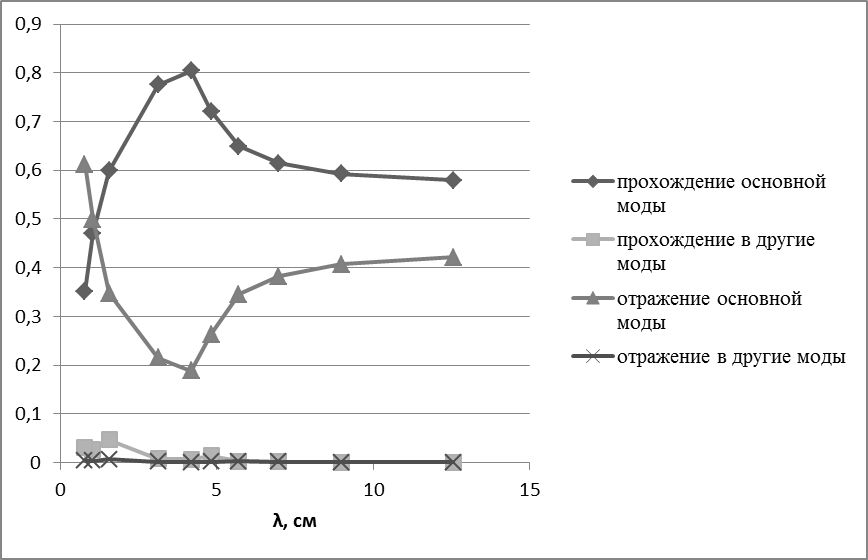 0,9
0,8
0,7
0,6
0,5
0,4
0,3
0,2
0,1
0
0 5 10 15
λ, см
прохождение основной
моды
прохождение в другие
моды
отражение основной
моды
отражение в другие моды